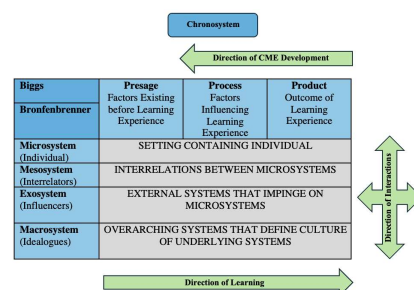 Chronosystem
Direction of CME Development
Biggs
Bronfenbrenner
Presage
Factors Existing
before Learning
Experience
Process
Factors
Influencing
Learning
Experience
Product
Outcome of
Learning
Experience
Microsystem
(Individual)
SETTING CONTAINING INDIVIDUAL
Mesosystem
(Interrelators)
INTERRELATIONS BETWEEN MICROSYSTEMS
Exosystem
(Influencers)
EXTERNAL SYSTEMS THAT IMPINGE ON
MICROSYSTEMS
Macrosystem
(Idealogues)
OVERARCHING SYSTEMS THAT DEFINE CULTURE
OF UNDERLYING SYSTEMS
Direction of Interactions
Direction of Learning